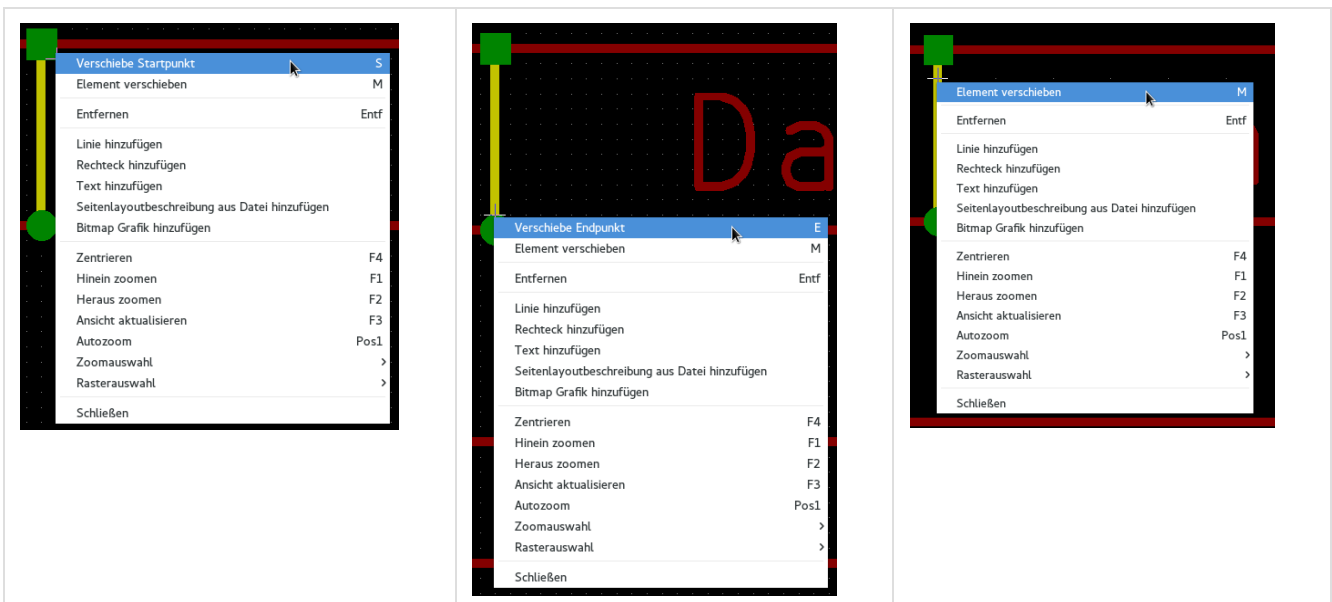 Verschiebe Startpunkt S
Element verschieben M
Entfernen Entf
Linie hinzufügen
Rechteck hinzufügen
Text hinzufügen
Seitenlayoutbeschreibung aus Datei hinzufügen
Bitmap Grafik hinzufügen
Zentrieren F4
Hinein zoomen F1
Heraus zoomen F2
Ansicht aktualisieren F3
Autozoom Pos1
Zoomauswahl
Rasterauswahl
Schließen
Da
Verschiebe Endpunkt E
Element verschieben M
Entfernen Entf
Linie hinzufügen
Rechteck hinzufügen
Text hinzufügen
Seitenlayoutbeschreibung aus Datei hinzufügen
Bitmap Grafik hinzufügen
Zentrieren F4
Hinein zoomen F1
Heraus zoomen F2
Ansicht aktualisieren F3
Autozoom Pos1
Zoomauswahl
Rasterauswahl
Schließen
Element verschieben M
Entfernen Entf
Linie hinzufügen
Rechteck hinzufügen
Text hinzufügen
Seitenlayoutbeschreibung aus Datei hinzufügen
Bitmap Grafik hinzufügen
Zentrieren F4
Hinein zoomen F1
Heraus zoomen F2
Ansicht aktualisieren F3
Autozoom Pos1
Zoomauswahl
Rasterauswahl
Schließen